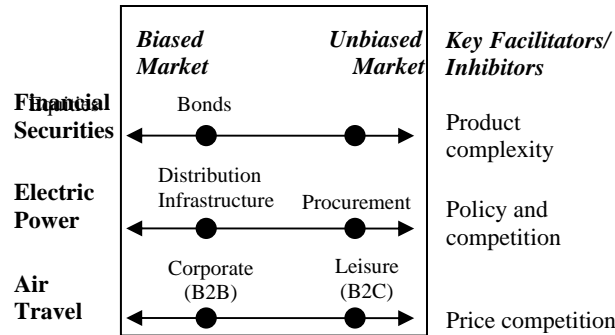 Biased Market
Unbiased Market
Key Facilitators/
Inhibitors
Financial
Equities
Securities
Bonds
Product
complexity
Electric
Power
Distribution
Infrastructure
Procurement
Policy and
competition
Air
Travel
Corporate
(B2B)
Leisure
(B2C)
Price competition